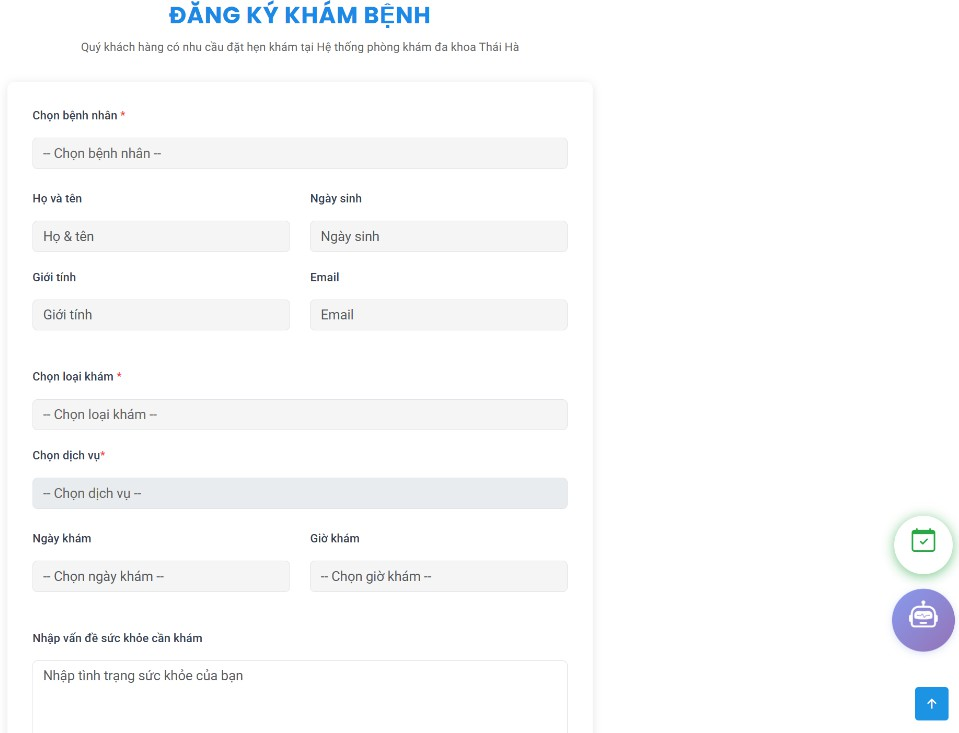 ĐĂNG KÝ KHÁM BỆNH
Quý khách hàng có nhu cầu đặt hẹn khám tại Hệ thống phòng khám đa khoa Thái Hà
Chọn bệnh nhân *
-- Chọn bệnh nhân --
Họ và tên
Ngày sinh
Họ & tên
Ngày sinh
Giới tính
Email
Giới tính
Email
Chọn loại khám *
-- Chọn loại khám --
Chọn dịch vụ*
-- Chọn dịch vụ --
Ngày khám
Giờ khám
-- Chọn ngày khám --
-- Chọn giờ khám --
Nhập vấn đề sức khỏe cần khám
Nhập tình trạng sức khỏe của bạn